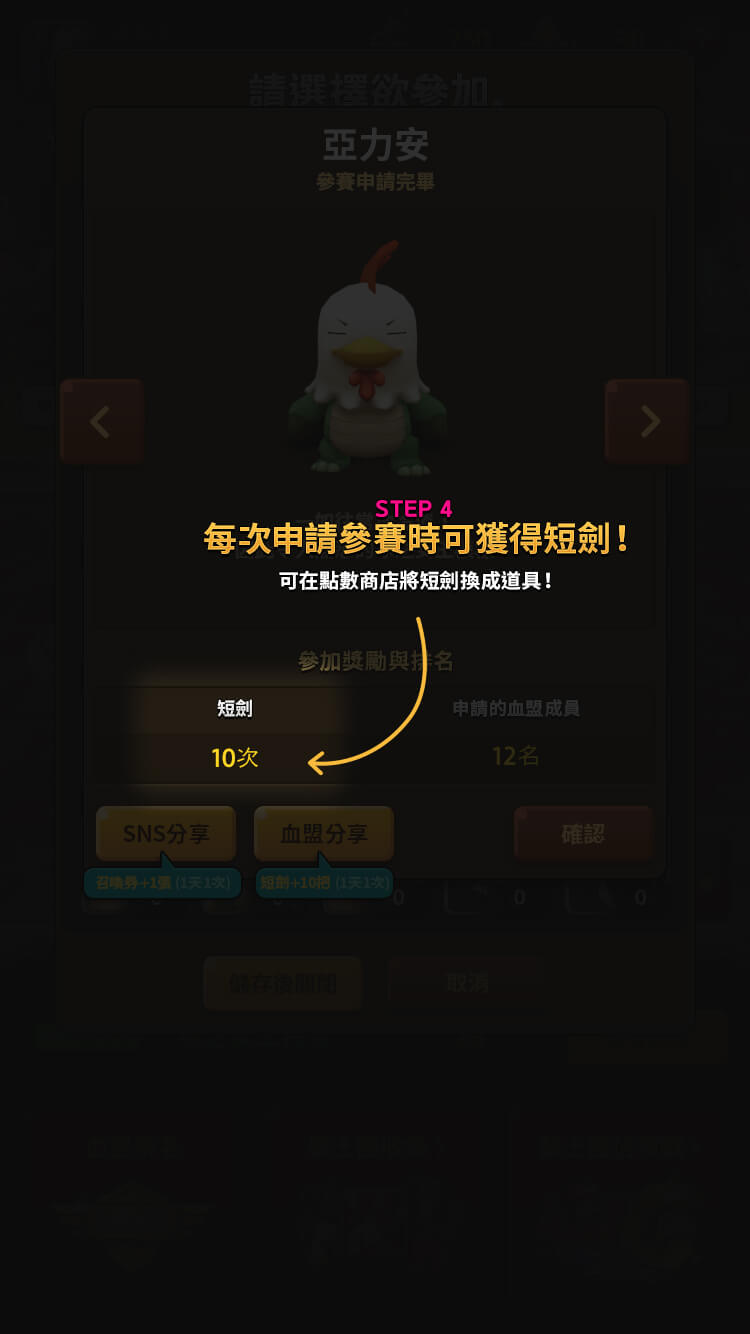 請選擇欲參加。
亞力安
參賽申請完畢
STEP 4
每次申請參賽時可獲得短劍！
可在點數商店將短劍換成道具！
參加獎勵與排名
短劍 申請的血盟成員
10次 12名
SNS分享 血盟分享 確認
召喚券+1張 (1天1次) 短劍+10把 (1天1次)
0 0 0
儲存後關閉 取消